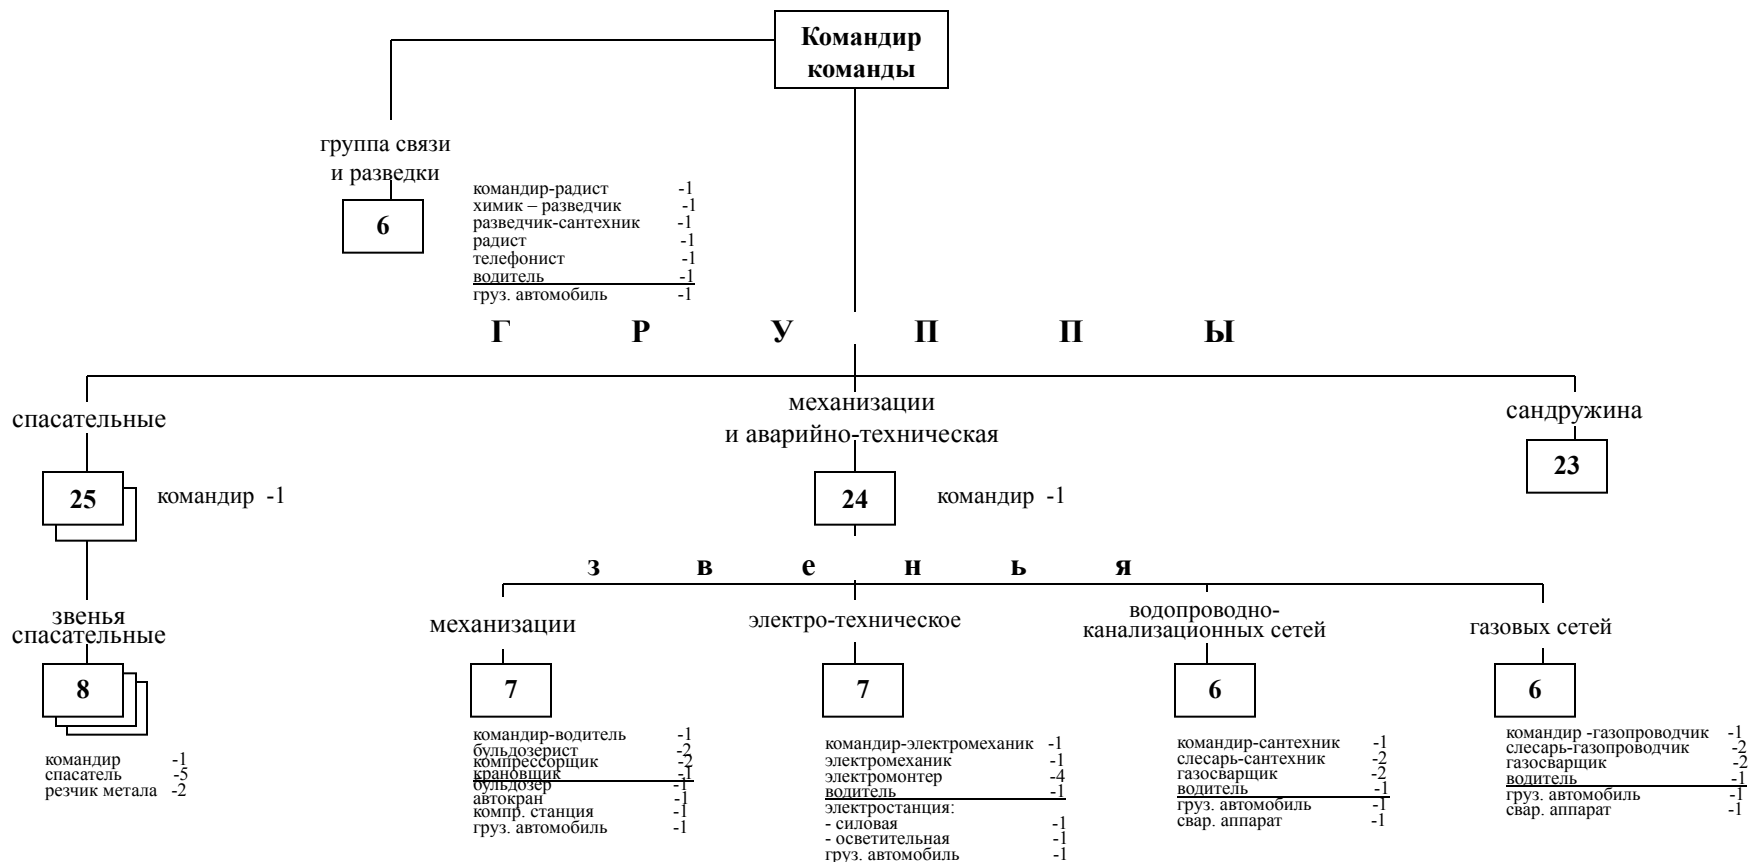 Командир
команды
группа связи
и разведки
6
командир-радист -1
химик – разведчик -1
разведчик-сантехник -1
радист -1
телефонист -1
водитель -1
груз. автомобиль -1
Г Р У П П Ы
спасательные
25
командир -1
механизации
и аварийно-техническая
24
командир -1
сандружина
23
звенья
спасательные
8
командир -1
спасатель -5
резчик метала -2
з в е н ь я
механизации
7
командир-водитель -1
бульдозерист -2
компрессорщик -2
крановщик -1
бульдозер -1
автокран -1
компр. станция -1
груз. автомобиль -1
электро-техническое
7
командир-электромеханик -1
электромеханик -1
электромонтер -4
водитель -1
электростанция:
- силовая -1
- осветительная -1
груз. автомобиль -1
водопроводно-
канализационных сетей
6
командир-сантехник -1
слесарь-сантехник -2
газосварщик -2
водитель -1
груз. автомобиль -1
свар. аппарат -1
газовых сетей
6
командир -газопроводчик -1
слесарь-газопроводчик -2
газосварщик -2
водитель -1
груз. автомобиль -1
свар. аппарат -1